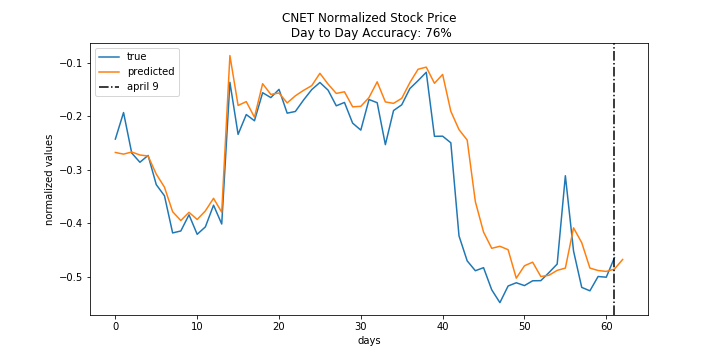 CNET Normalized Stock Price
Day to Day Accuracy: 76%
true
predicted
april 9
normalized values
−0.1
−0.2
−0.3
−0.4
−0.5
0
10
20
30
40
50
60
days